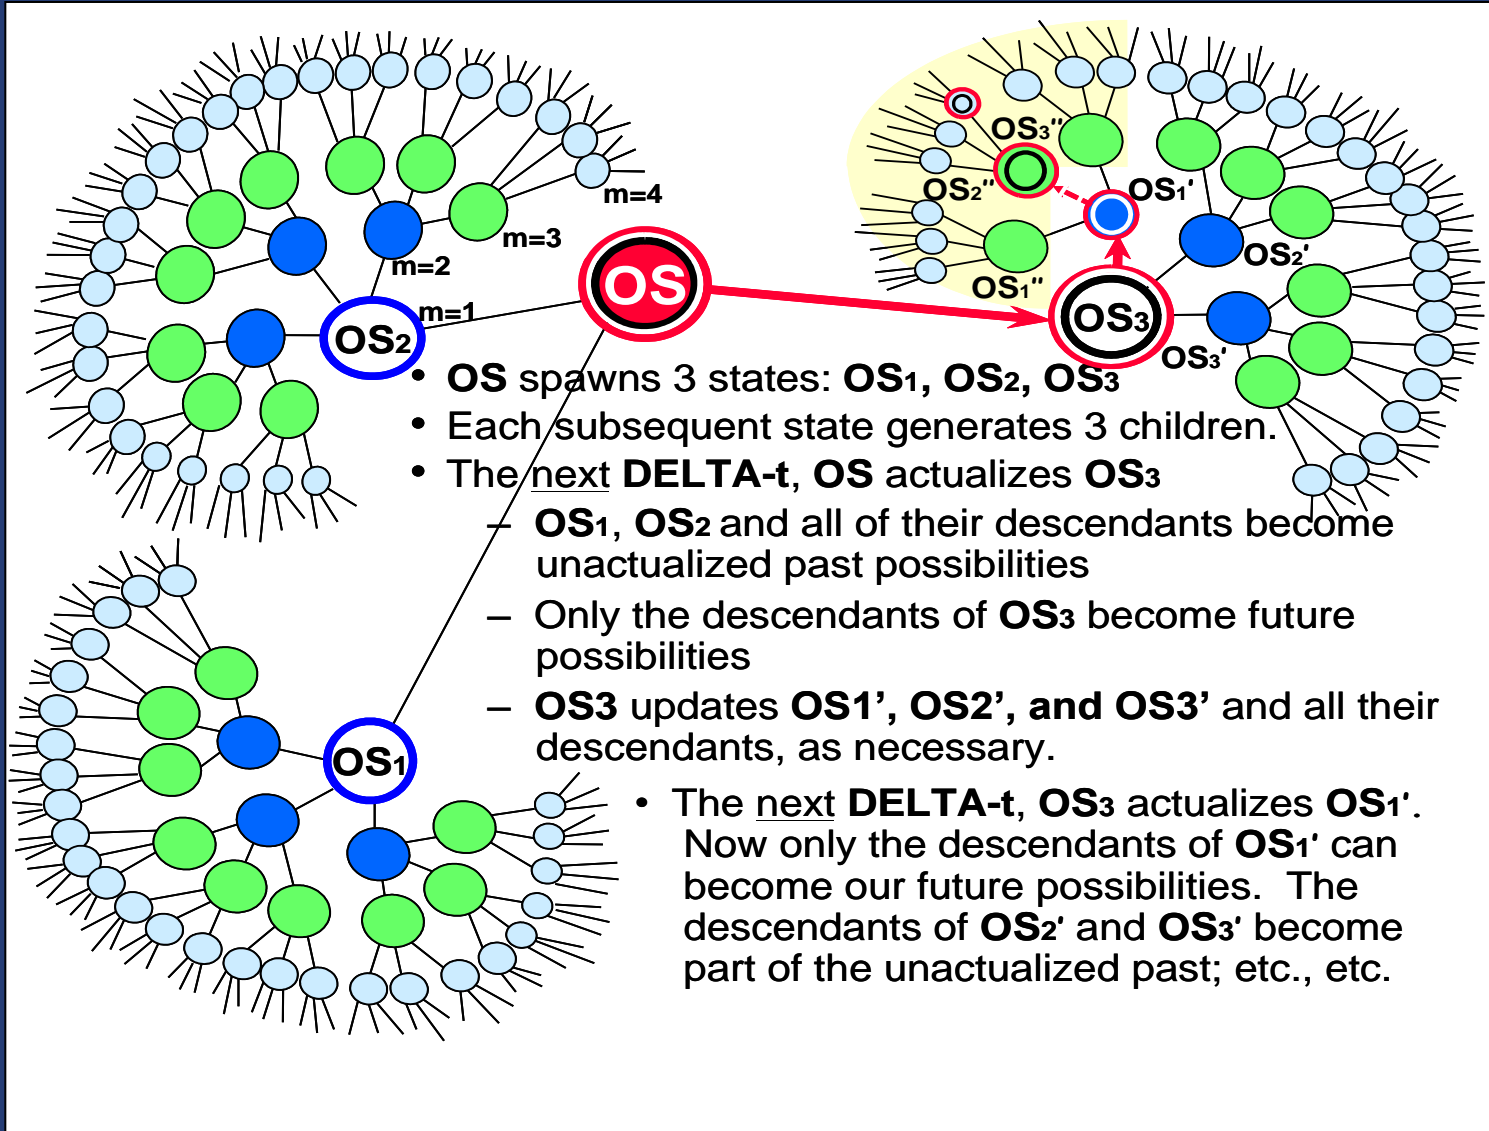 m=4
m=3
m=2
m=1
OS
OS2
OS3
OS3"
OS2"
OS1"
OS1'
OS2'
OS3'
• OS spawns 3 states: OS1, OS2, OS3
• Each subsequent state generates 3 children.
• The next DELTA-t, OS actualizes OS3
– OS1, OS2 and all of their descendants become
unactualized past possibilities
– Only the descendants of OS3 become future
possibilities
– OS3 updates OS1’, OS2’, and OS3’ and all their
descendants, as necessary.
OS1
• The next DELTA-t, OS3 actualizes OS1'.
Now only the descendants of OS1' can
become our future possibilities. The
descendants of OS2' and OS3' become
part of the unactualized past; etc., etc.